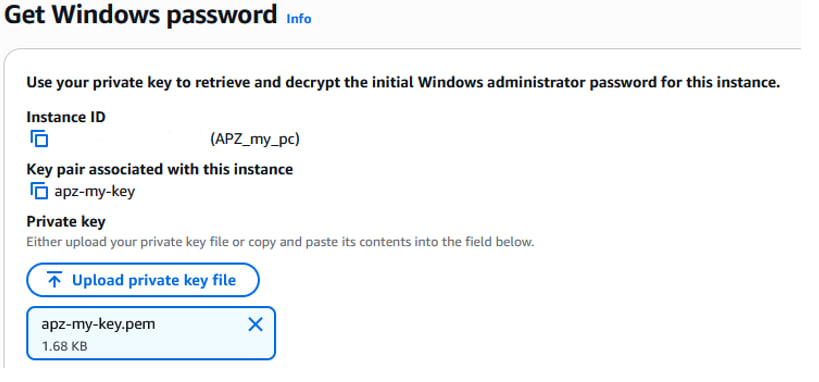 Get Windows password Info
Use your private key to retrieve and decrypt the initial Windows administrator password for this instance.
Instance ID
(APZ_my_pc)
Key pair associated with this instance
apz-my-key
Private key
Either upload your private key file or copy and paste its contents into the field below.
Upload private key file
apz-my-key.pem
1.68 KB